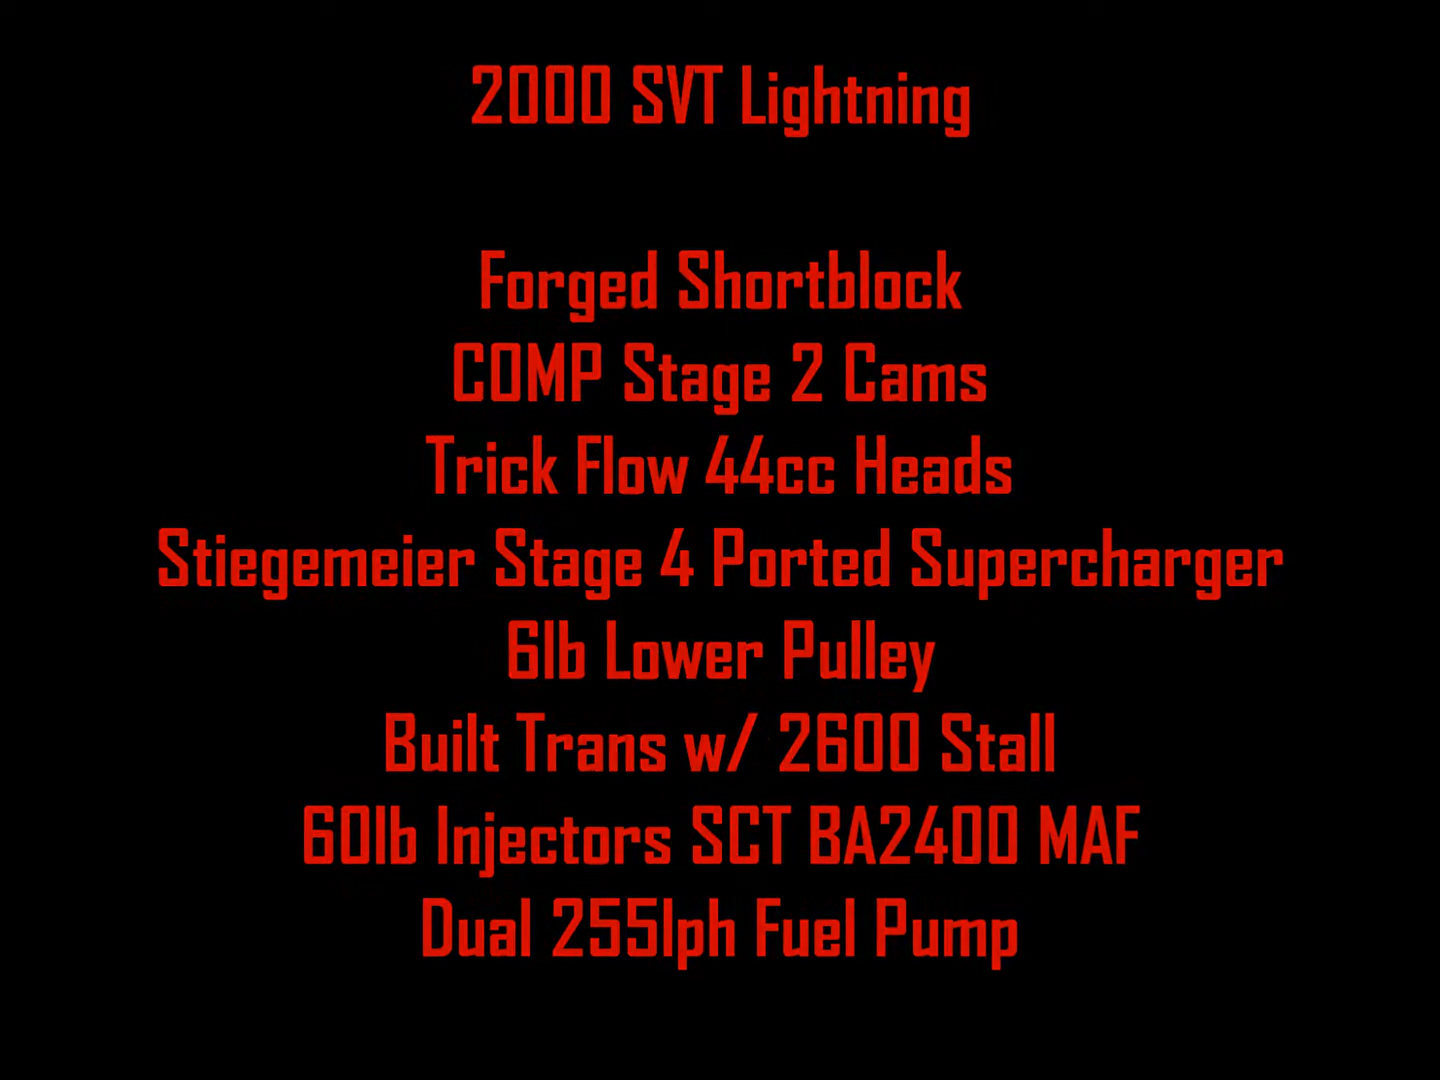 2000 SVT Lightning
Forged Shortblock
COMP Stage 2 Cams
Trick Flow 44cc Heads
Stiegemeier Stage 4 Ported Supercharger
6lb Lower Pulley
Built Trans w/ 2600 Stall
60lb Injectors SCT BA2400 MAF
Dual 255lph Fuel Pump